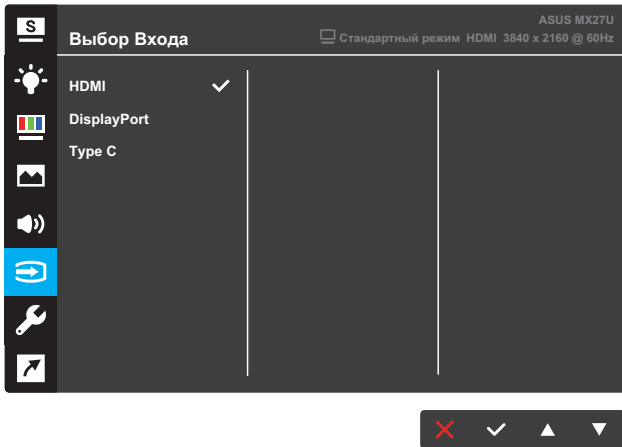 S
ASUS MX27U
Выбор Входа
Стандартный режим HDMI 3840 x 2160 @ 60Hz
HDMI
DisplayPort
Type C